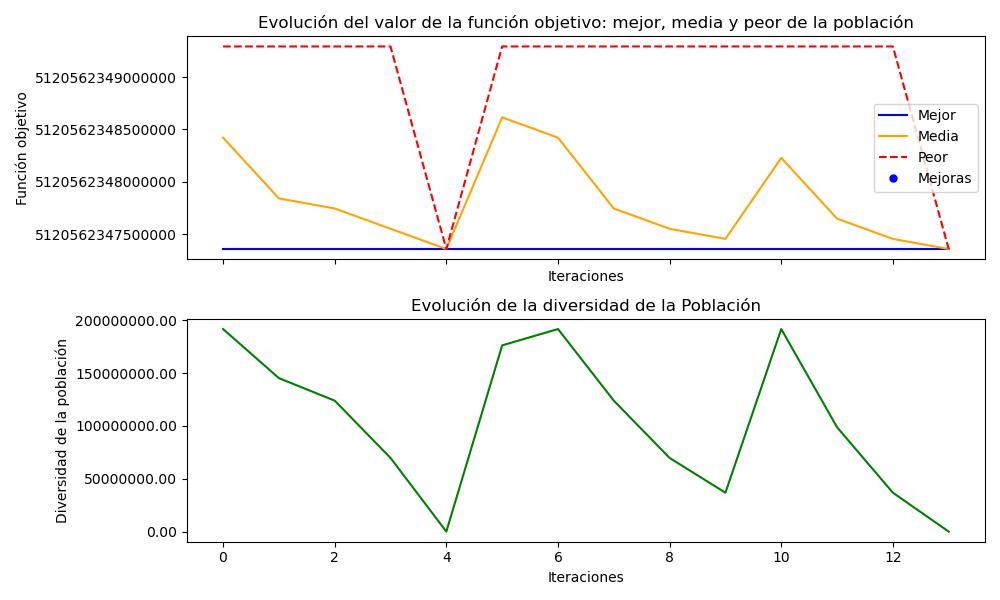 Evolución del valor de la función objetivo: mejor, media y peor de la población
5120562349000000
5120562348500000
5120562348000000
5120562347500000
Función objetivo
Mejor
Media
Peor
Mejoras
Iteraciones
Evolución de la diversidad de la Población
200000000.00
150000000.00
100000000.00
50000000.00
0.00
Diversidad de la población
0 2 4 6 8 10 12
Iteraciones